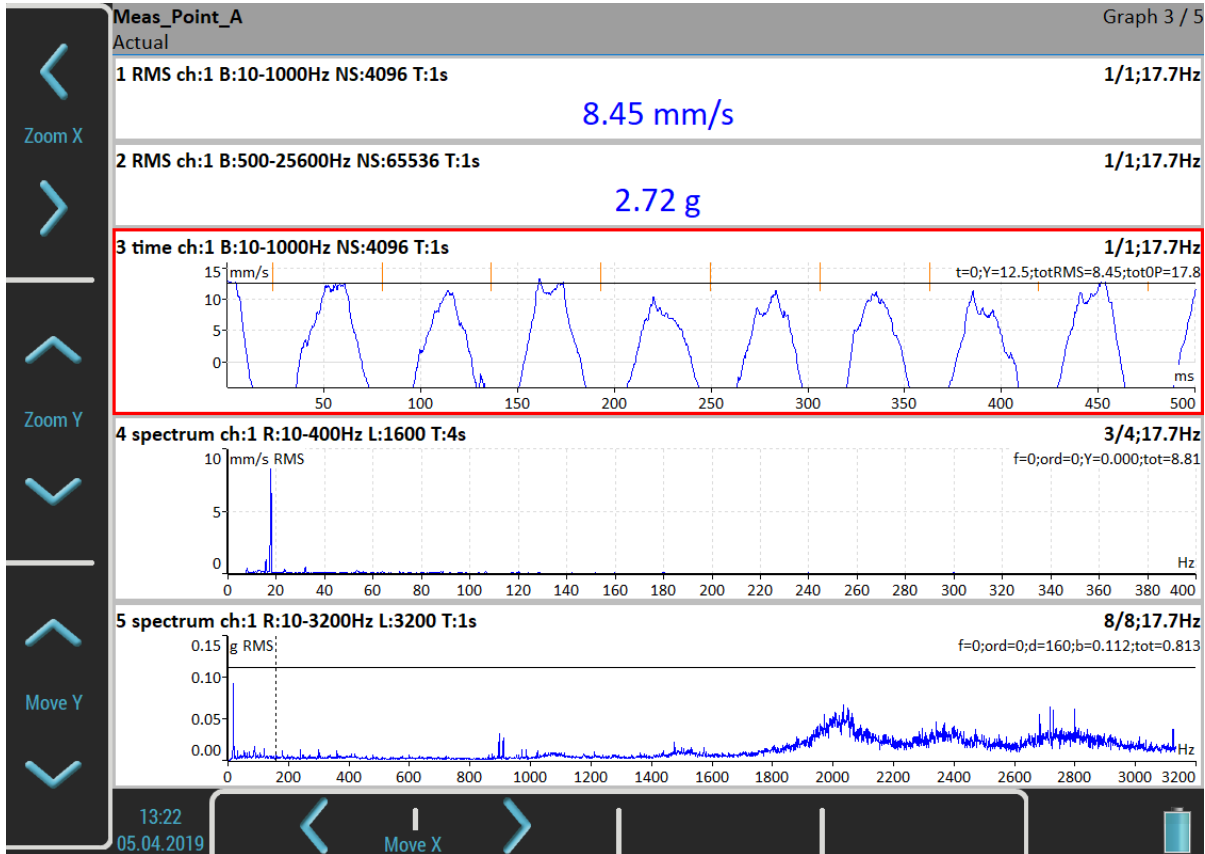 Meas_Point_A Graph 3 / 5
Actual
Zoom X
1 RMS ch:1 B:10-1000Hz NS:4096 T:1s 1/1;17.7Hz
8.45 mm/s
2 RMS ch:1 B:500-25600Hz NS:65536 T:1s 1/1;17.7Hz
2.72 g
3 time ch:1 B:10-1000Hz NS:4096 T:1s 1/1;17.7Hz
15 mm/s t=0;Y=12.5;totRMS=8.45;tot0P=17.8
10
5
0
ms
50 100 150 200 250 300 350 400 450 500
Zoom Y
4 spectrum ch:1 R:10-400Hz L:1600 T:4s 3/4;17.7Hz
10 mm/s RMS f=0;ord=0;Y=0.000;tot=8.81
5
0 Hz
0 20 40 60 80 100 120 140 160 180 200 220 240 260 280 300 320 340 360 380 400
5 spectrum ch:1 R:10-3200Hz L:3200 T:1s 8/8;17.7Hz
0.15 g RMS f=0;ord=0;d=160;b=0.112;tot=0.813
0.10
0.05
0.00 Hz
0 200 400 600 800 1000 1200 1400 1600 1800 2000 2200 2400 2600 2800 3000 3200
Move Y
13:22
05.04.2019
Move X